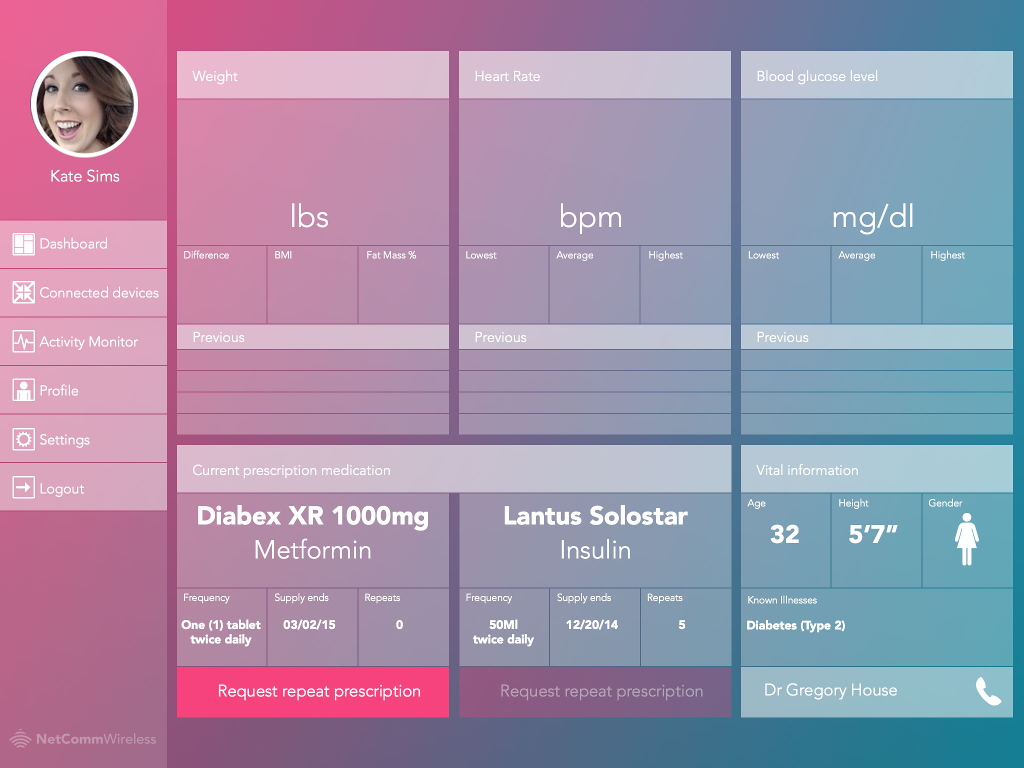 Kate Sims
Dashboard
Connected devices
Activity Monitor
Profile
Settings
Logout
NetCommWireless
Weight
lbs
Difference
BMI
Fat Mass %
Previous
Heart Rate
bpm
Lowest
Average
Highest
Previous
Blood glucose level
mg/dl
Lowest
Average
Highest
Previous
Current prescription medication
Diabex XR 1000mg
Metformin
Frequency
One (1) tablet
twice daily
Supply ends
03/02/15
Repeats
0
Request repeat prescription
Lantus Solostar
Insulin
Frequency
50Ml
twice daily
Supply ends
12/20/14
Repeats
5
Request repeat prescription
Vital information
Age
32
Height
5’7”
Gender
Known Illnesses
Diabetes (Type 2)
Dr Gregory House